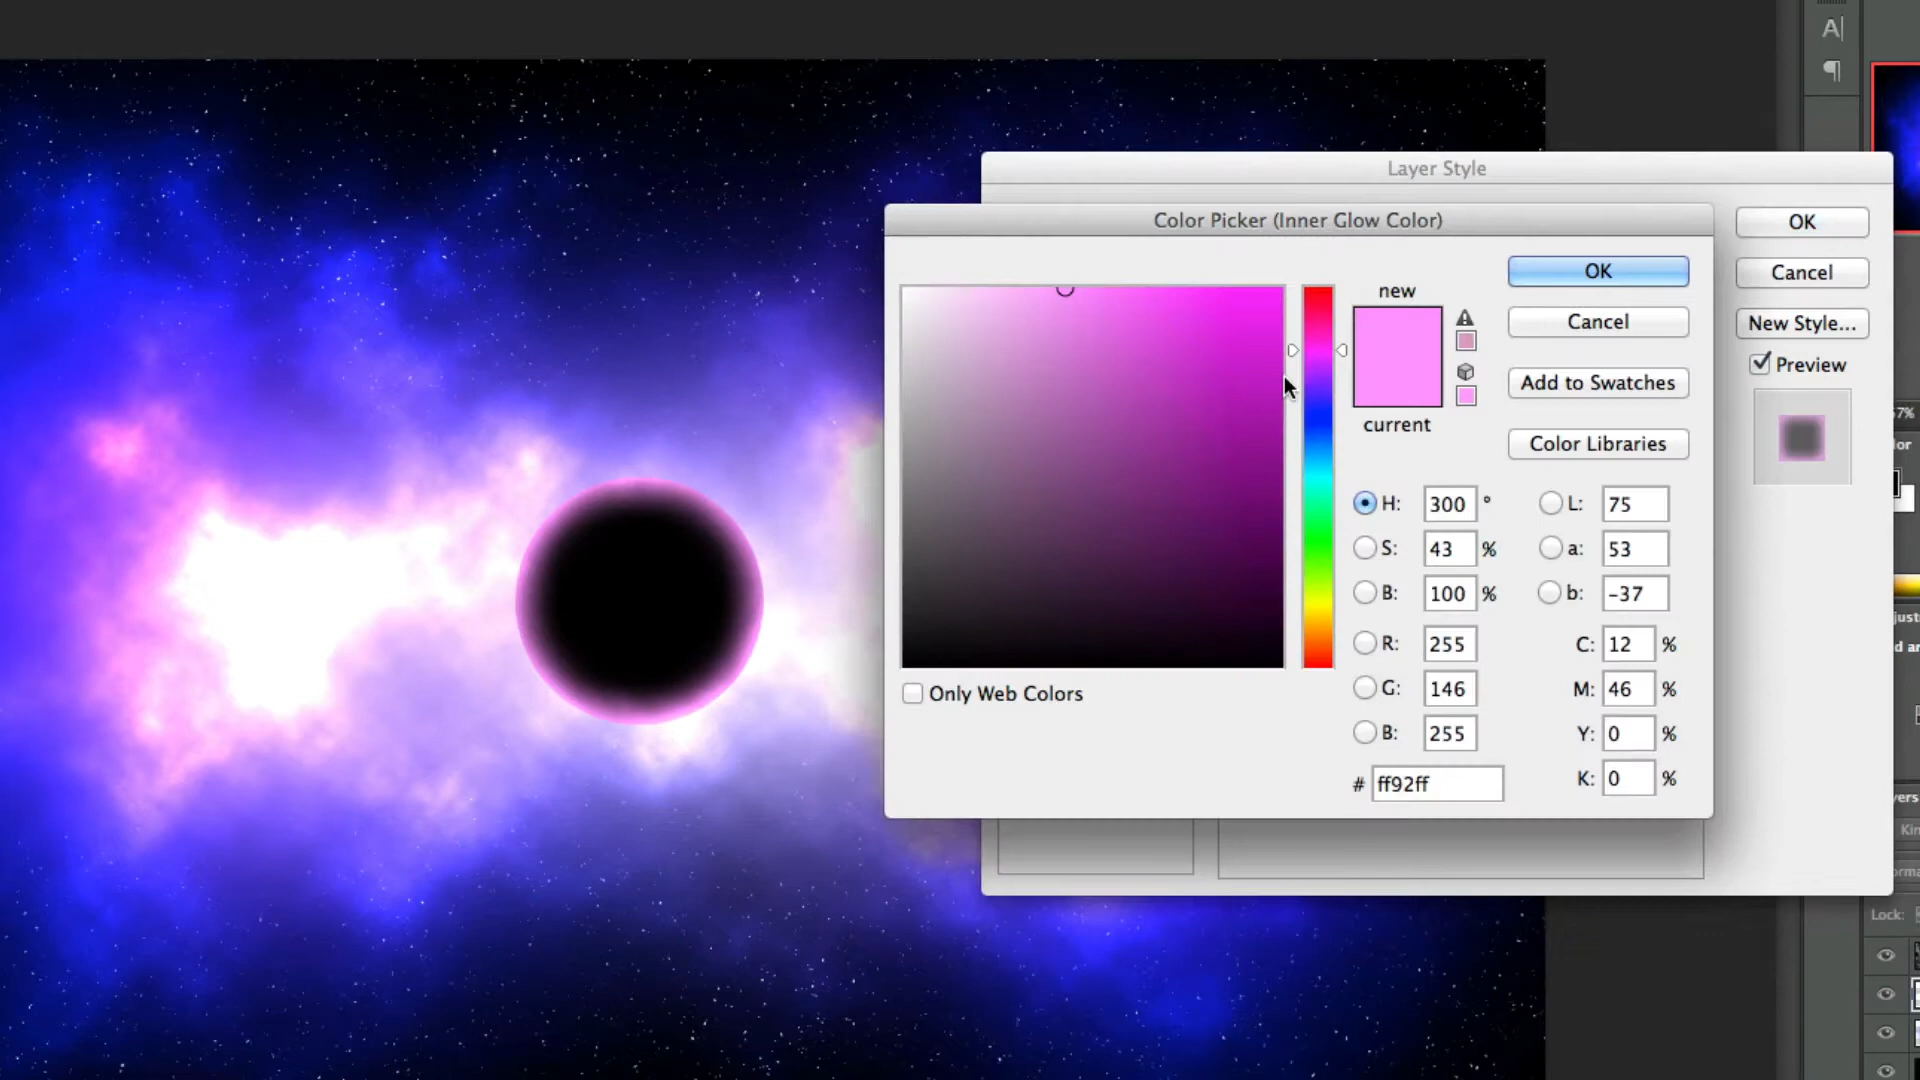 A|
Layer Style
Color Picker (Inner Glow Color)
OK
Cancel
New Style...
Preview
new
current
OK
Cancel
Add to Swatches
Color Libraries
H: 300 °
S: 43 %
B: 100 %
R: 255
G: 146
B: 255
# ff92ff
L: 75
a: 53
b: -37
C: 12 %
M: 46 %
Y: 0 %
K: 0 %
Only Web Colors
Lock: